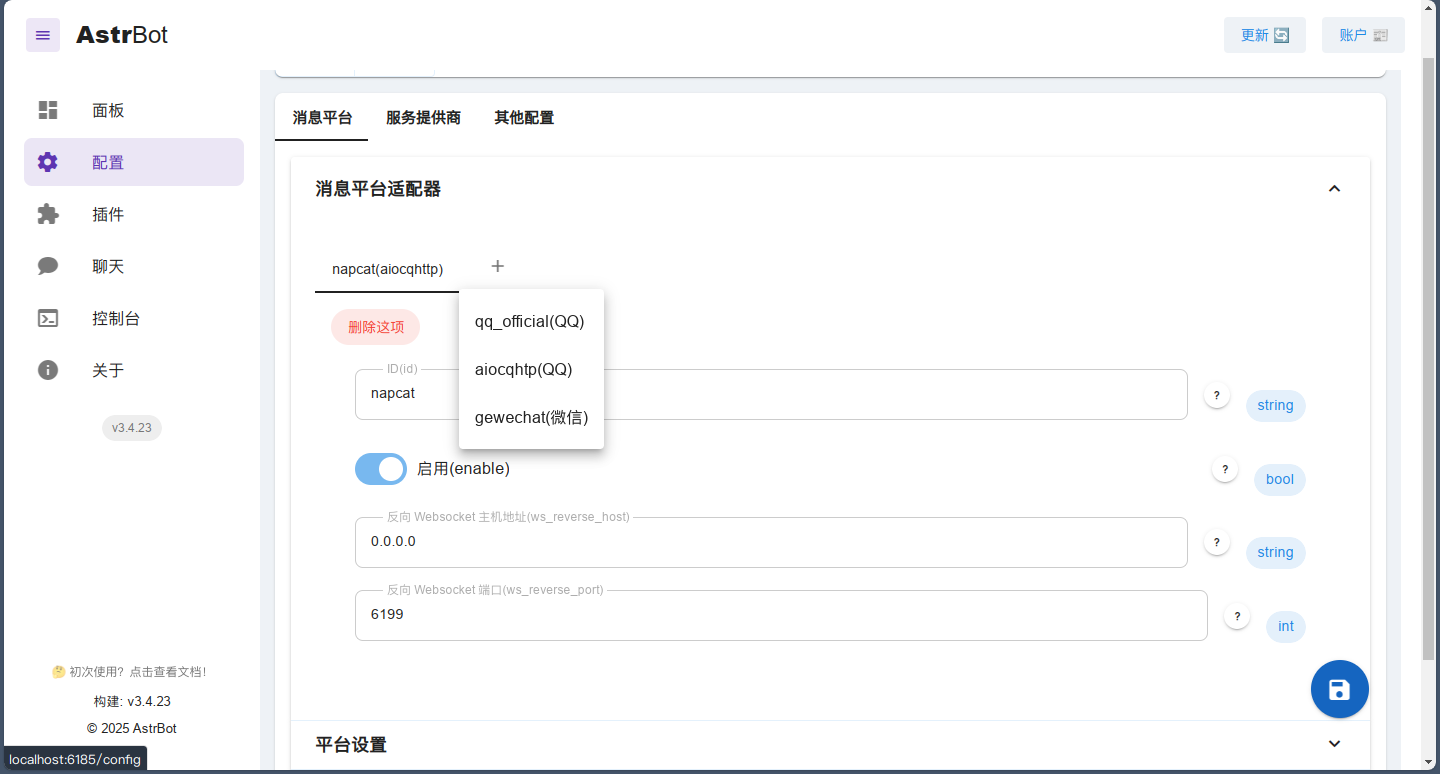 AstrBot
更新 🔄
账户 📰
面板
配置
插件
聊天
控制台
关于
v3.4.23
🤔 初次使用？点击查看文档！
构建: v3.4.23
© 2025 AstrBot
localhost:6185/config
消息平台
服务提供商
其他配置
消息平台适配器
napcat(aiocqhttp)
+
qq_official(QQ)
aiocqhtp(QQ)
gewechat(微信)
删除这项
ID(id)
napcat
?
string
启用(enable)
?
bool
反向 Websocket 主机地址(ws_reverse_host)
0.0.0.0
?
string
反向 Websocket 端口(ws_reverse_port)
6199
?
int
平台设置